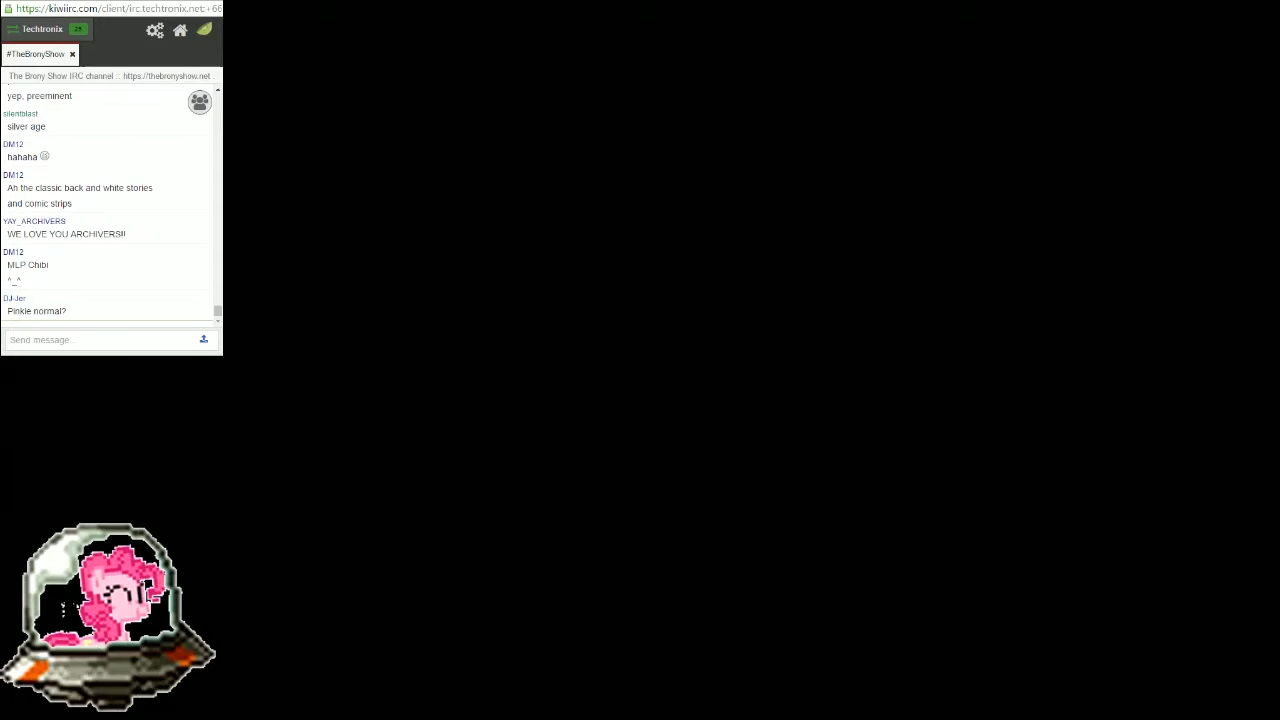 https://kiwiirc.com/client/irc.techtronix.net:+66
Techtronix 29
#TheBronyShow ✖
The Brony Show IRC channel :: https://thebronyshow.net
yep, preeminent
silentblast
silver age
DM12
hahaha
DM12
Ah the classic back and white stories
and comic strips
YAY_ARCHIVERS
WE LOVE YOU ARCHIVERS!!!
DM12
MLP Chibi
^_^
DJ-Jer
Pinkie normal?
Send message...